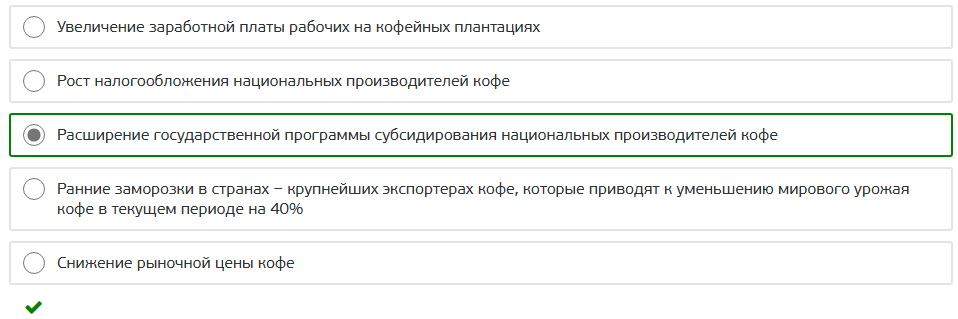 Увеличение заработной платы рабочих на кофейных плантациях
Рост налогообложения национальных производителей кофе
Расширение государственной программы субсидирования национальных производителей кофе
Ранние заморозки в странах – крупнейших экспортерах кофе, которые приводят к уменьшению мирового урожая
кофе в текущем периоде на 40%
Снижение рыночной цены кофе